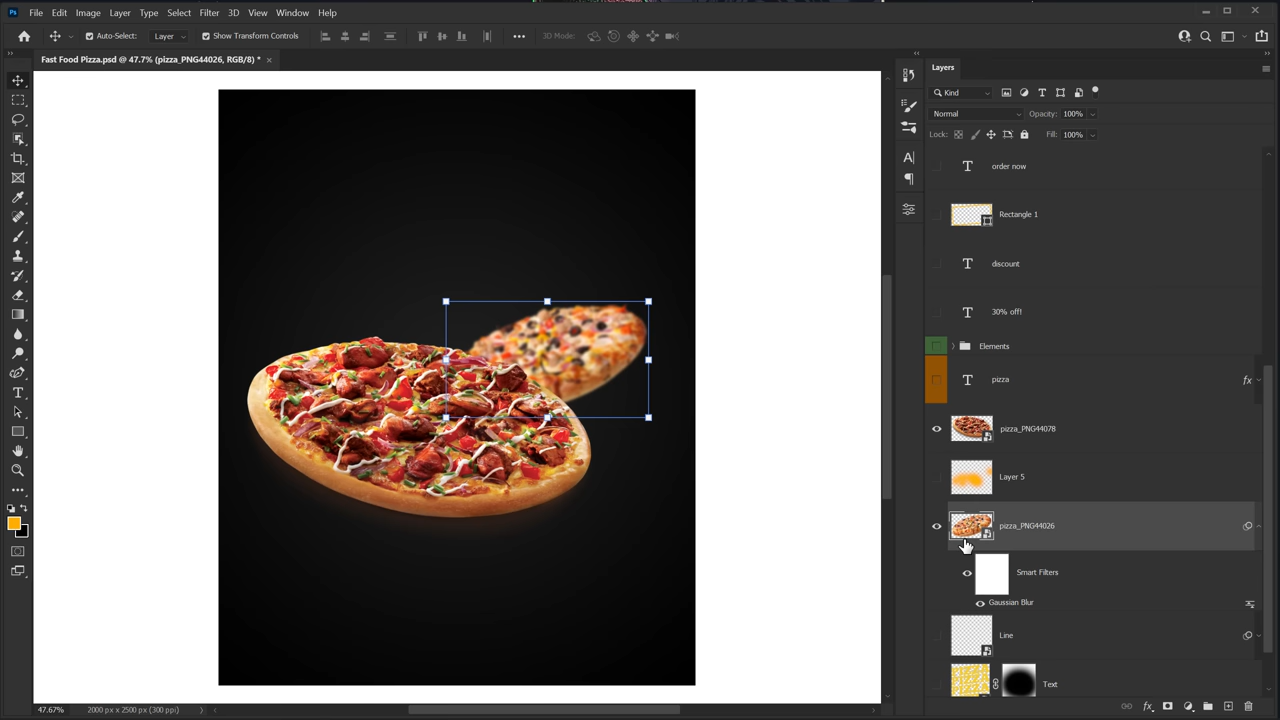 Ps File Edit Image Layer Type Select Filter 3D View Window Help
Auto-Select: Layer Show Transform Controls 3D Mode:
Fast Food Pizza.psd @ 47.7% (pizza_PNG44026, RGB/8) *
Layers
Kind
Normal Opacity: 100%
Lock: Fill: 100%
order now
Rectangle 1
discount
30% off!
Elements
pizza fx
pizza_PNG44078
Layer 5
pizza_PNG44026
Smart Filters
Gaussian Blur
Line
Text
47.67% 2000 px x 2500 px (300 ppi)